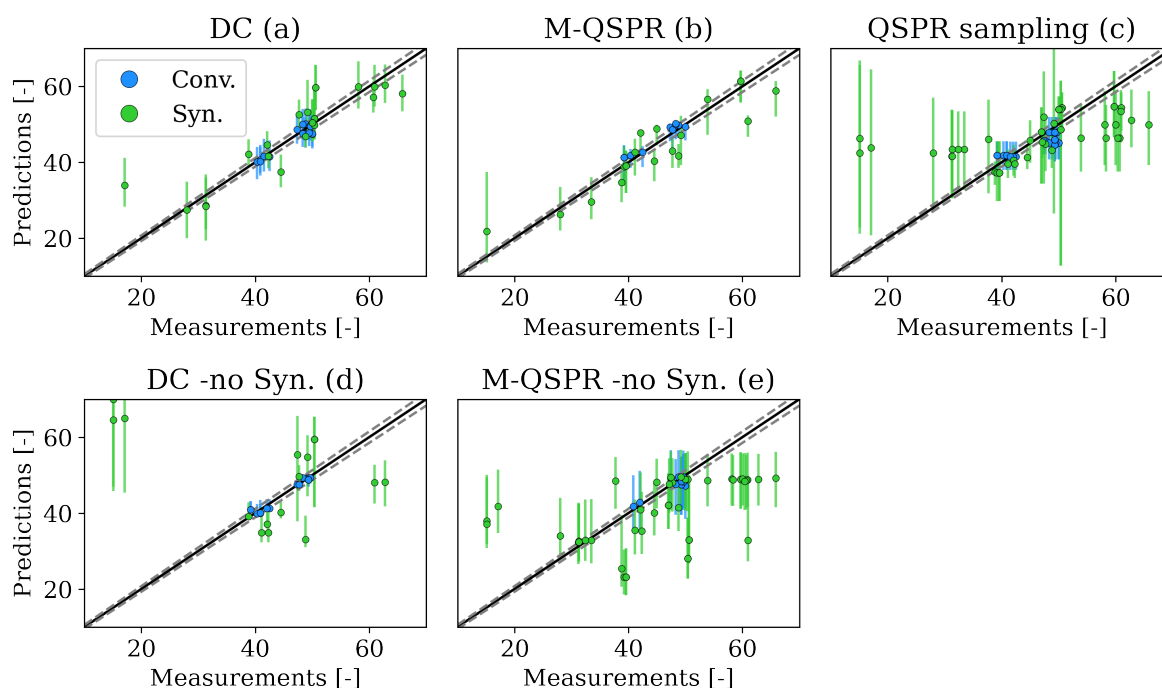 DC (a)
M-QSPR (b)
QSPR sampling (c)
Predictions [-]
60
40
20
Conv.
Syn.
20
40
60
20
40
60
20
40
60
Measurements [-]
Measurements [-]
Measurements [-]
DC -no Syn. (d)
M-QSPR -no Syn. (e)
Predictions [-]
60
40
20
20
40
60
20
40
60
Measurements [-]
Measurements [-]